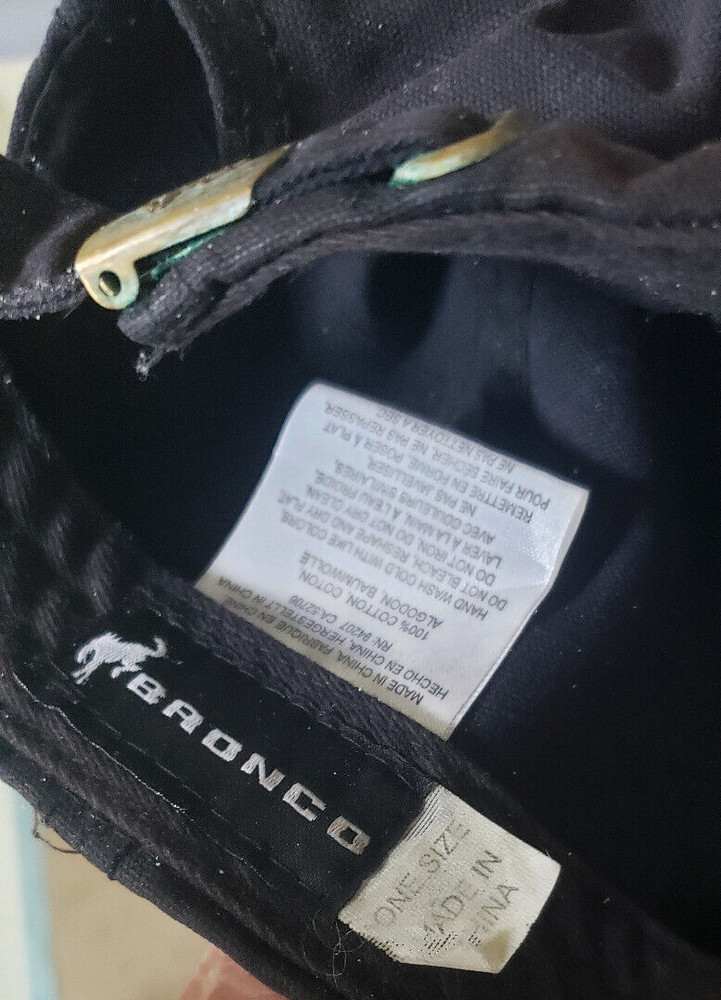 MADE IN CHINA, FABRIQUE EN CHINE,
HECHO EN CHINA, HERGESTELLT IN CHINA
RN: 94207 CA 52706
100% COTTON, COTON
ALGODON, BAUMWOLLE
HAND WASH COLD WITH LIKE COLORS,
DO NOT BLEACH, RESHAPE AND DRY FLAT,
DO NOT IRON, DO NOT DRY CLEAN.
LAVER À LA MAIN À L'EAU FROIDE,
AVEC COULEURS SIMILAIRES,
NE PAS JAVELLISER,
REMETTRE EN FORME, POSER À PLAT
POUR FAIRE SÉCHER, NE PAS REPASSER,
NE PAS NETTOYER A SEC.
BRONCO
ONE SIZE
MADE IN
INA